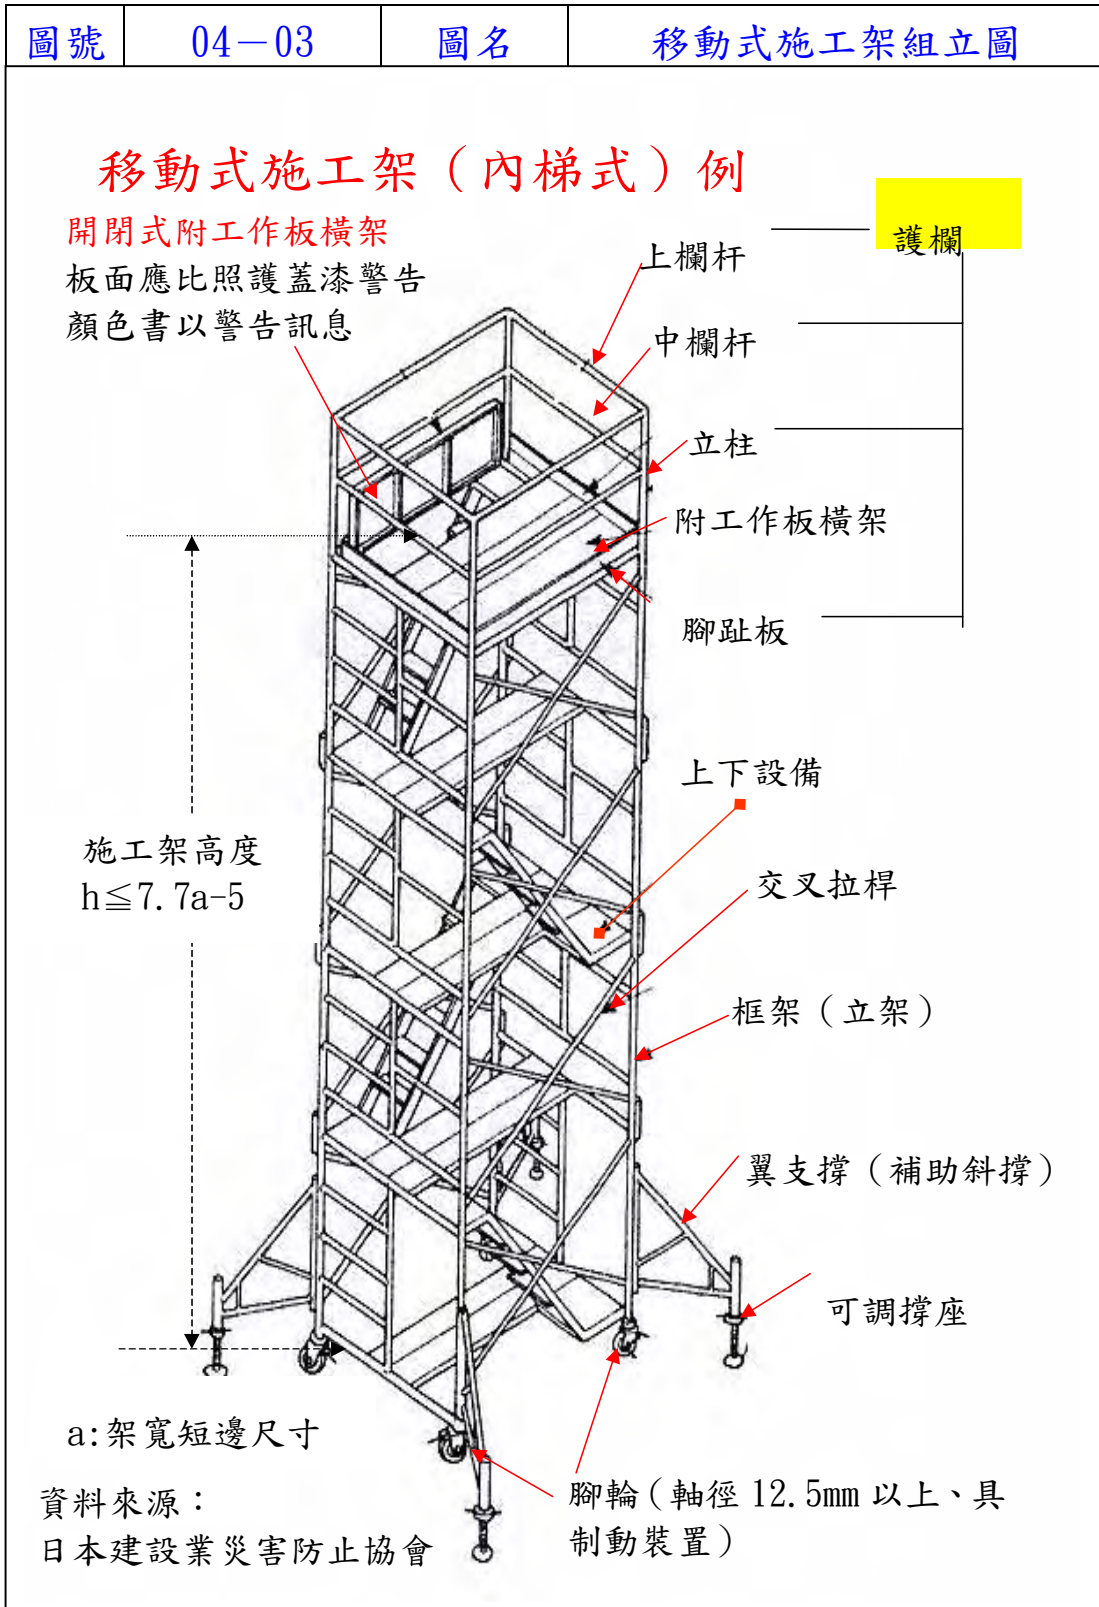 圖號 04－03 圖名 移動式施工架組立圖
移動式施工架（內梯式）例
開閉式附工作板橫架
板面應比照護蓋漆警告
顏色書以警告訊息
護欄
上欄杆
中欄杆
立柱
附工作板橫架
腳趾板
上下設備
施工架高度
h≦7.7a-5
交叉拉桿
框架（立架）
翼支撐（補助斜撐）
可調撐座
a:架寬短邊尺寸
腳輪（軸徑 12.5mm 以上、具
制動裝置）
資料來源：
日本建設業災害防止協會